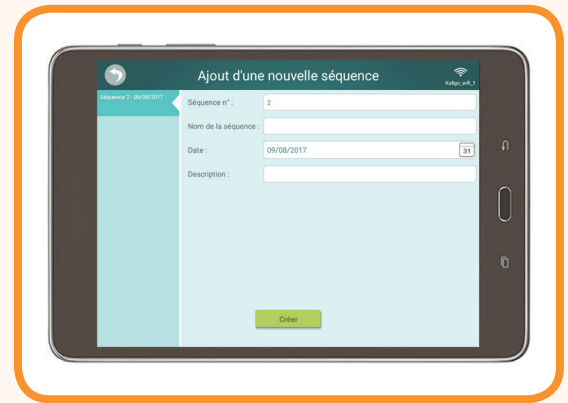 Ajout d'une nouvelle séquence
Kaligo_wifi_1
Séquence 2 : 09/08/2017
Séquence n° :
2
Nom de la séquence :
Date :
09/08/2017
31
Description :
Créer